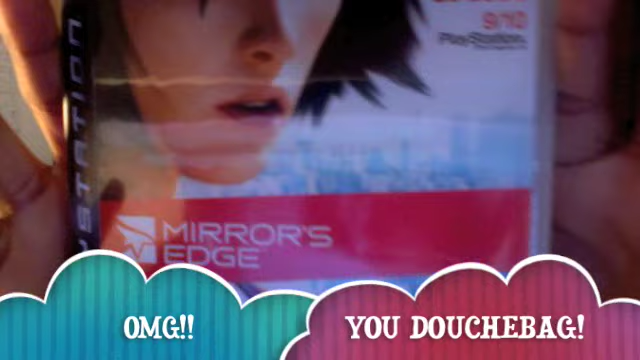 9/10
PlayStation
STATION
MIRROR'S
EDGE
OMG!!
YOU DOUCHEBAG!